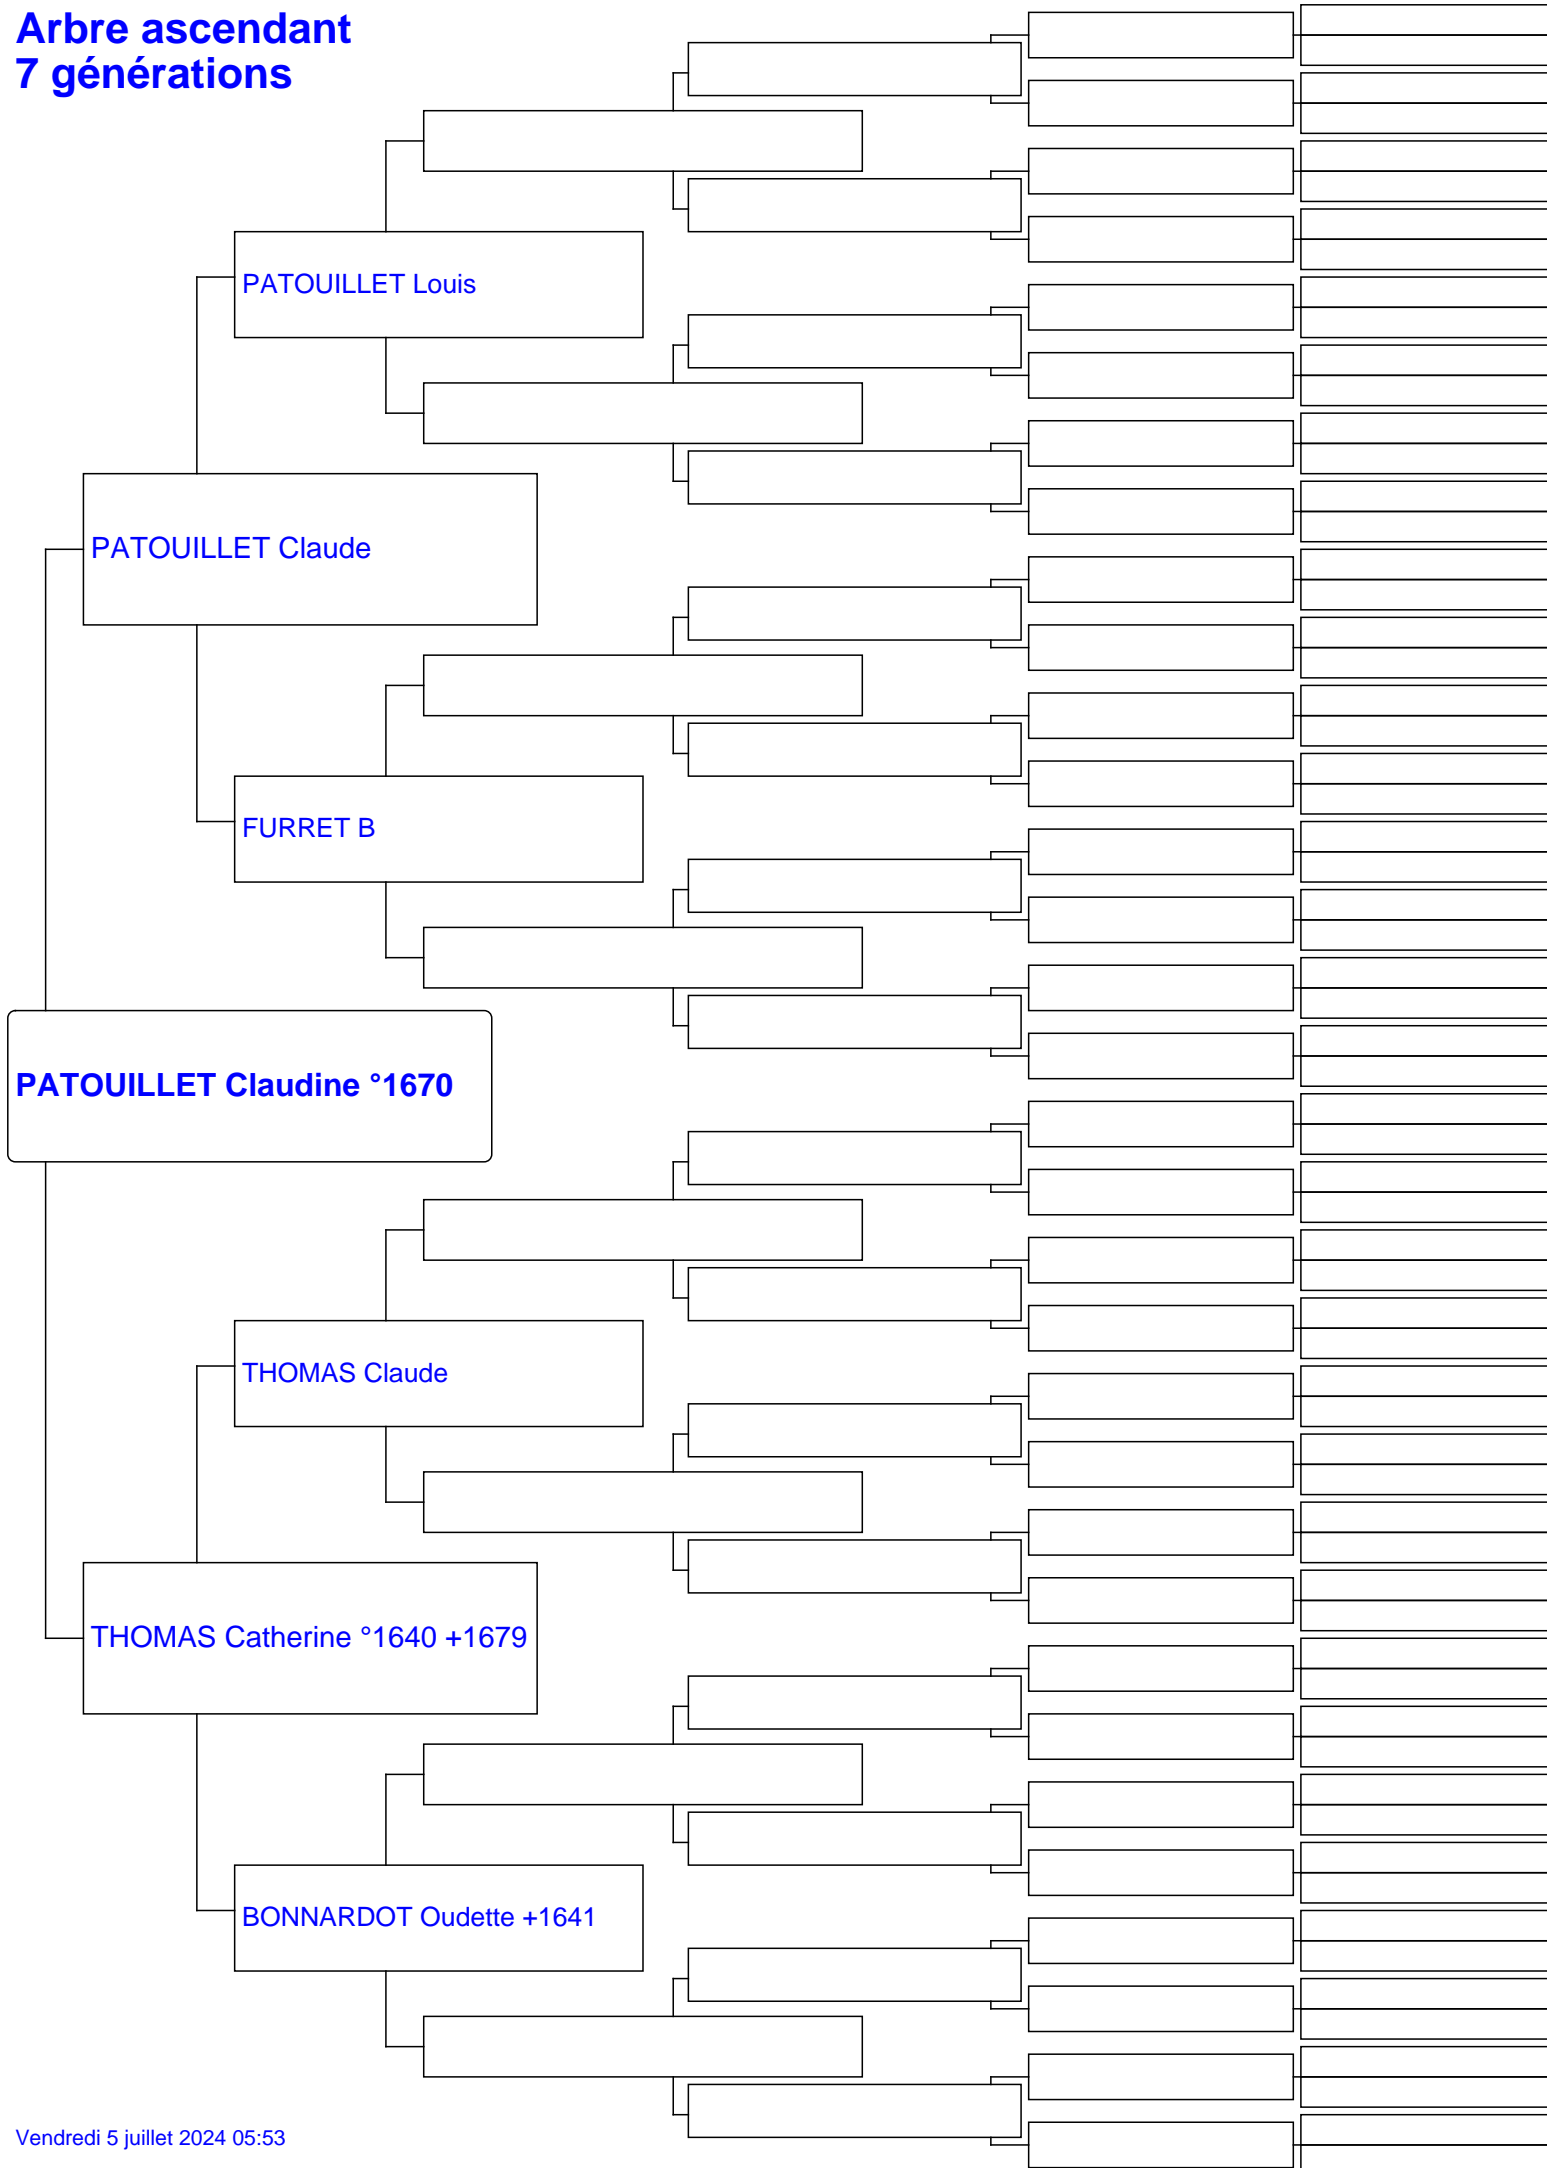 Arbre ascendant
7 générations
PATOUILLET Louis
PATOUILLET Claude
FURRET B
PATOUILLET Claudine °1670
THOMAS Claude
THOMAS Catherine °1640 +1679
BONNARDOT Oudette +1641
Vendredi 5 juillet 2024 05:53